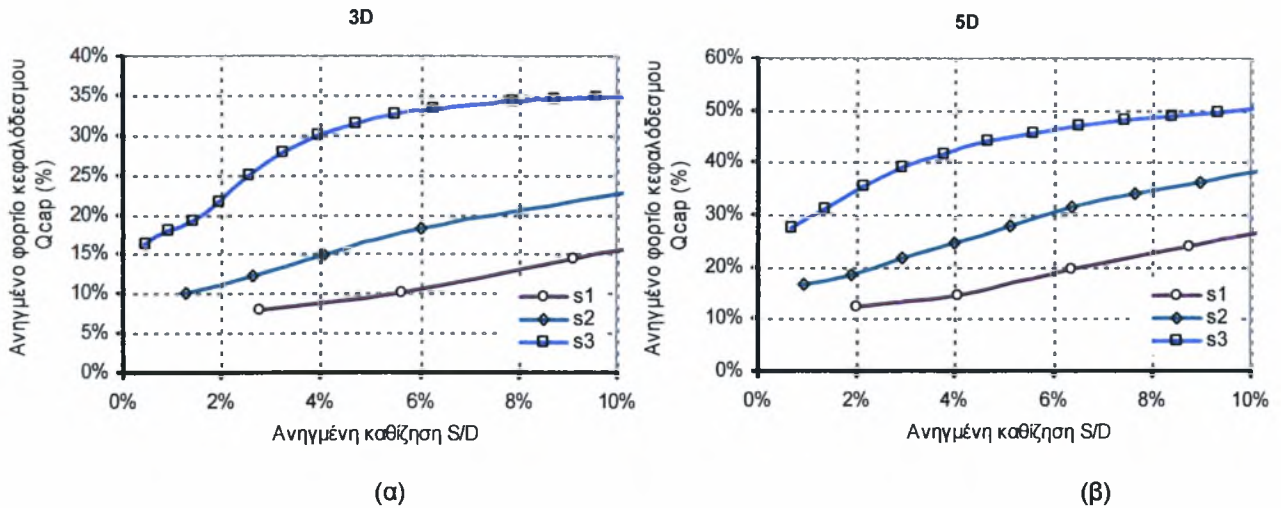 3D
Ανηγμένο φορτίο κεφαλόδεσμου
Qcap (%)
40%
35%
30%
25%
20%
15%
10%
5%
0%
s1
s2
s3
0% 2% 4% 6% 8% 10%
Ανηγμένη καθίζηση S/D
(α)
5D
Ανηγμένο φορτίο κεφαλόδεσμου
Qcap (%)
60%
50%
40%
30%
20%
10%
0%
s1
s2
s3
0% 2% 4% 6% 8% 10%
Ανηγμένη καθίζηση S/D
(β)